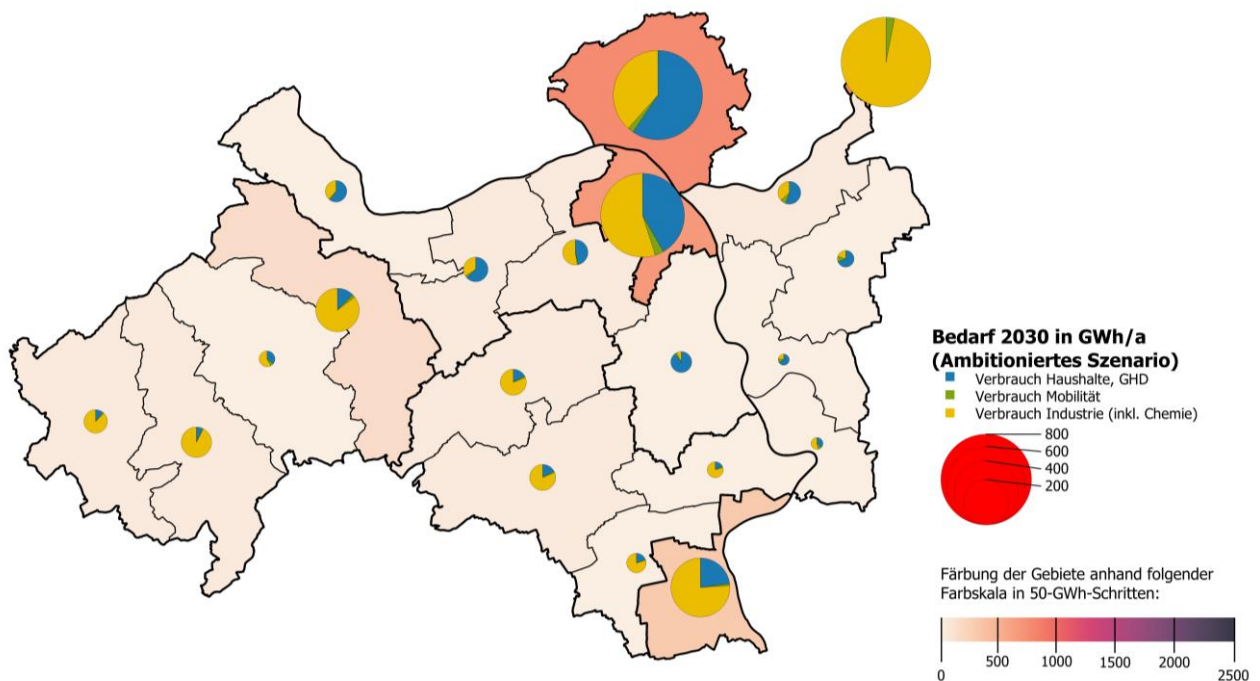 Bedarf 2030 in GWh/a
(Ambitioniertes Szenario)
Verbrauch Haushalte, GHD
Verbrauch Mobilität
Verbrauch Industrie (inkl. Chemie)
800
600
400
200
Färbung der Gebiete anhand folgender
Farbskala in 50-GWh-Schritten:
0 500 1000 1500 2000 2500